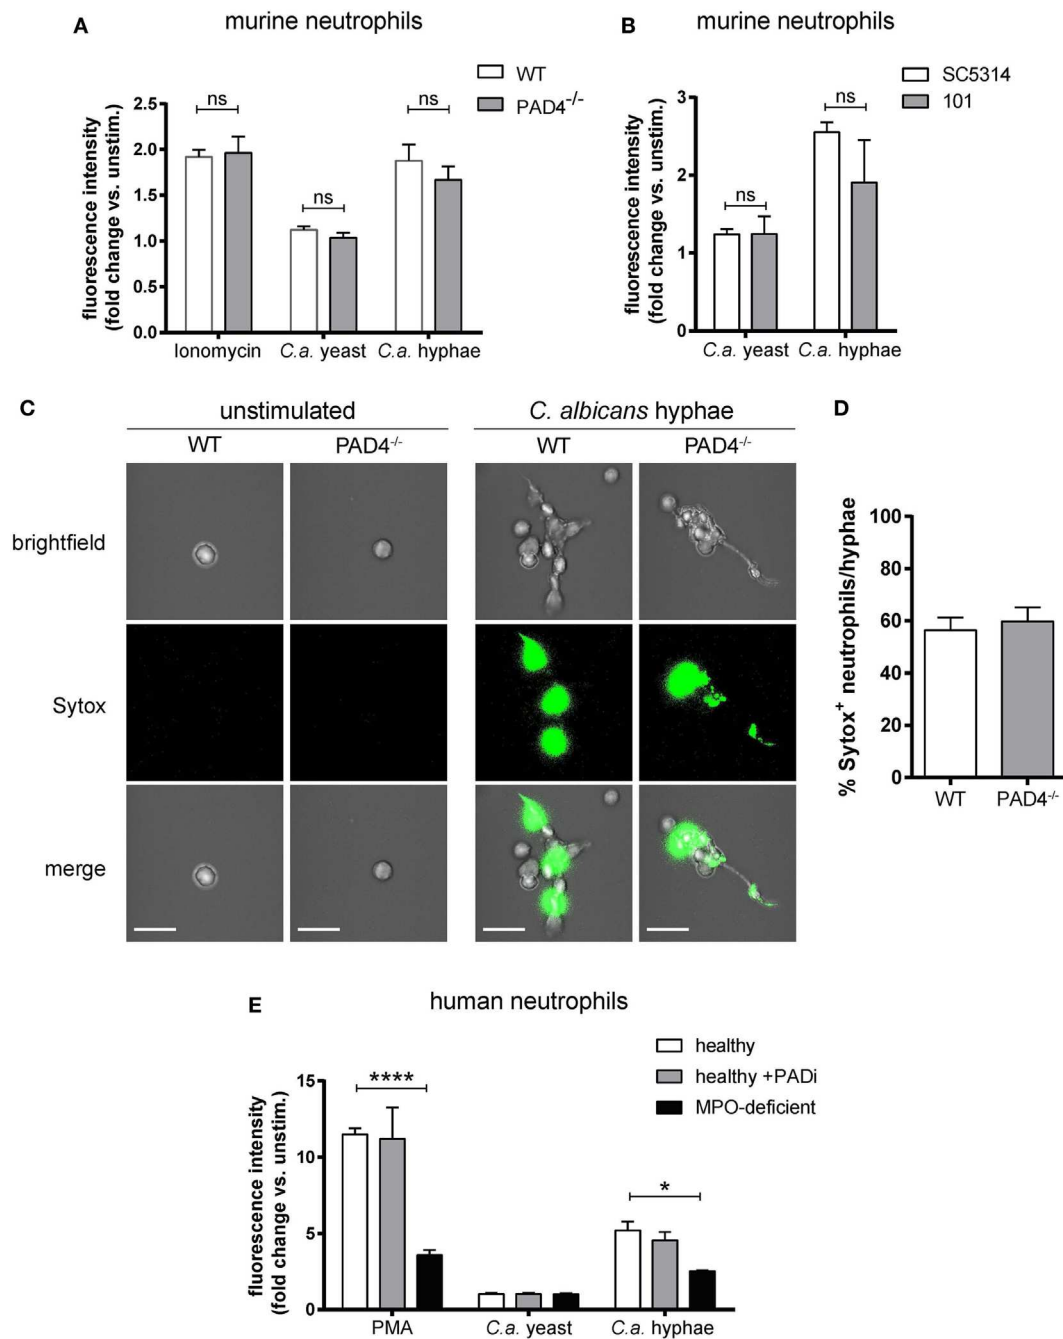 A
murine neutrophils
WT
PAD4-/-
fluorescence intensity
(fold change vs. unstim.)
2.5
2.0
1.5
1.0
0.5
0.0
ns
ns
ns
Ionomycin
C.a. yeast
C.a. hyphae
B
murine neutrophils
SC5314
101
fluorescence intensity
(fold change vs. unstim.)
3
2
1
0
ns
ns
C.a. yeast
C.a. hyphae
C
unstimulated
C. albicans hyphae
WT
PAD4-/-
WT
PAD4-/-
brightfield
Sytox
merge
D
% Sytox+ neutrophils/hyphae
100
80
60
40
20
0
WT
PAD4-/-
E
human neutrophils
healthy
healthy +PADi
MPO-deficient
fluorescence intensity
(fold change vs. unstim.)
15
10
5
0
****
*
PMA
C.a. yeast
C.a. hyphae